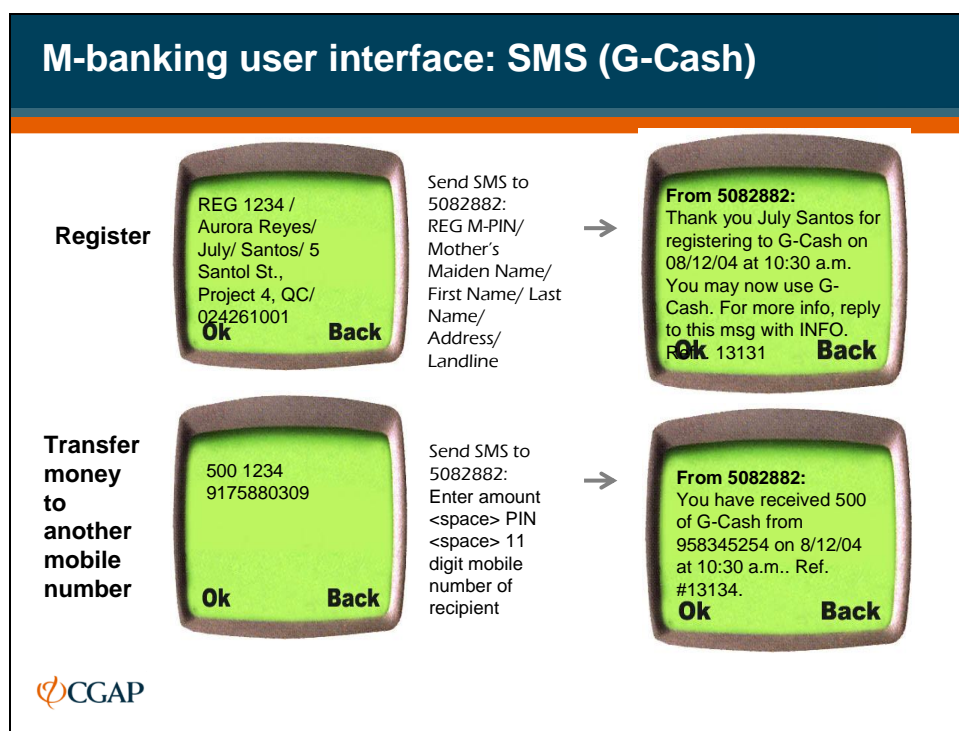 M-banking user interface: SMS (G-Cash)
Register
REG 1234 /
Aurora Reyes/
July/ Santos/ 5
Santol St.,
Project 4, QC/
024261001
Ok Back
Send SMS to
5082882:
REG M-PIN/
Mother's
Maiden Name/
First Name/ Last
Name/
Address/
Landline
From 5082882:
Thank you July Santos for
registering to G-Cash on
08/12/04 at 10:30 a.m.
You may now use G-
Cash. For more info, reply
to this msg with INFO.
13131
Ok Back
Transfer
money
to
another
mobile
number
500 1234
9175880309
Ok Back
Send SMS to
5082882:
Enter amount
<space> PIN
<space> 11
digit mobile
number of
recipient
From 5082882:
You have received 500
of G-Cash from
958345254 on 8/12/04
at 10:30 a.m.. Ref.
#13134.
Ok Back
CGAP